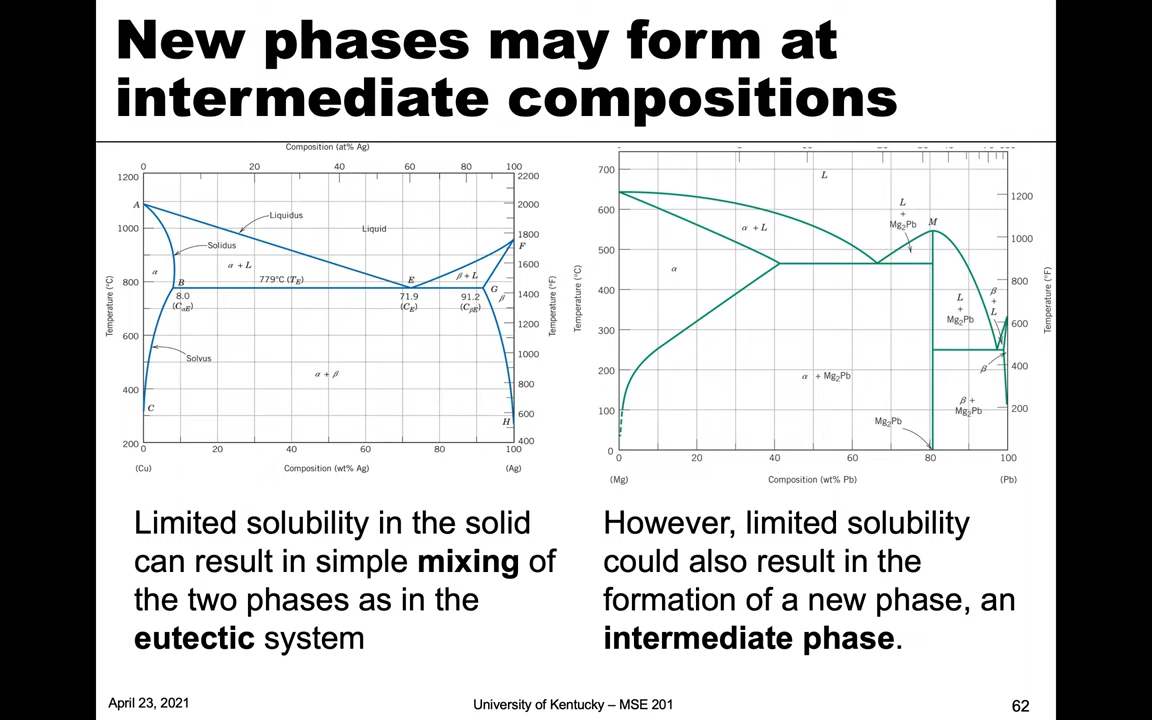 New phases may form at
intermediate compositions
Composition (at% Ag)
0 20 40 60 80 100
1200
1000
800
600
400
200
2200
2000
1800
1600
1400
1200
1000
800
600
400
Temperature (°C)
Temperature (°F)
A
Liquidus
Liquid
Solidus
F
α + L
α
B
779°C (T_E)
E
β + L
G
β
8.0
(C_αE)
71.9
(C_E)
91.2
(C_βE)
Solvus
α + β
C
H
0 20 40 60 80 100
(Cu)
Composition (wt% Ag)
(Ag)
700
600
500
400
300
200
100
0
1200
1000
800
600
400
200
Temperature (°C)
Temperature (°F)
L
L
+
Mg₂Pb
M
α + L
α
L
+
Mg₂Pb
β
+
L
β
α + Mg₂Pb
β +
Mg₂Pb
Mg₂Pb
0 20 40 60 80 100
(Mg)
Composition (wt% Pb)
(Pb)
Limited solubility in the solid
can result in simple mixing of
the two phases as in the
eutectic system
However, limited solubility
could also result in the
formation of a new phase, an
intermediate phase.
April 23, 2021
University of Kentucky – MSE 201
62